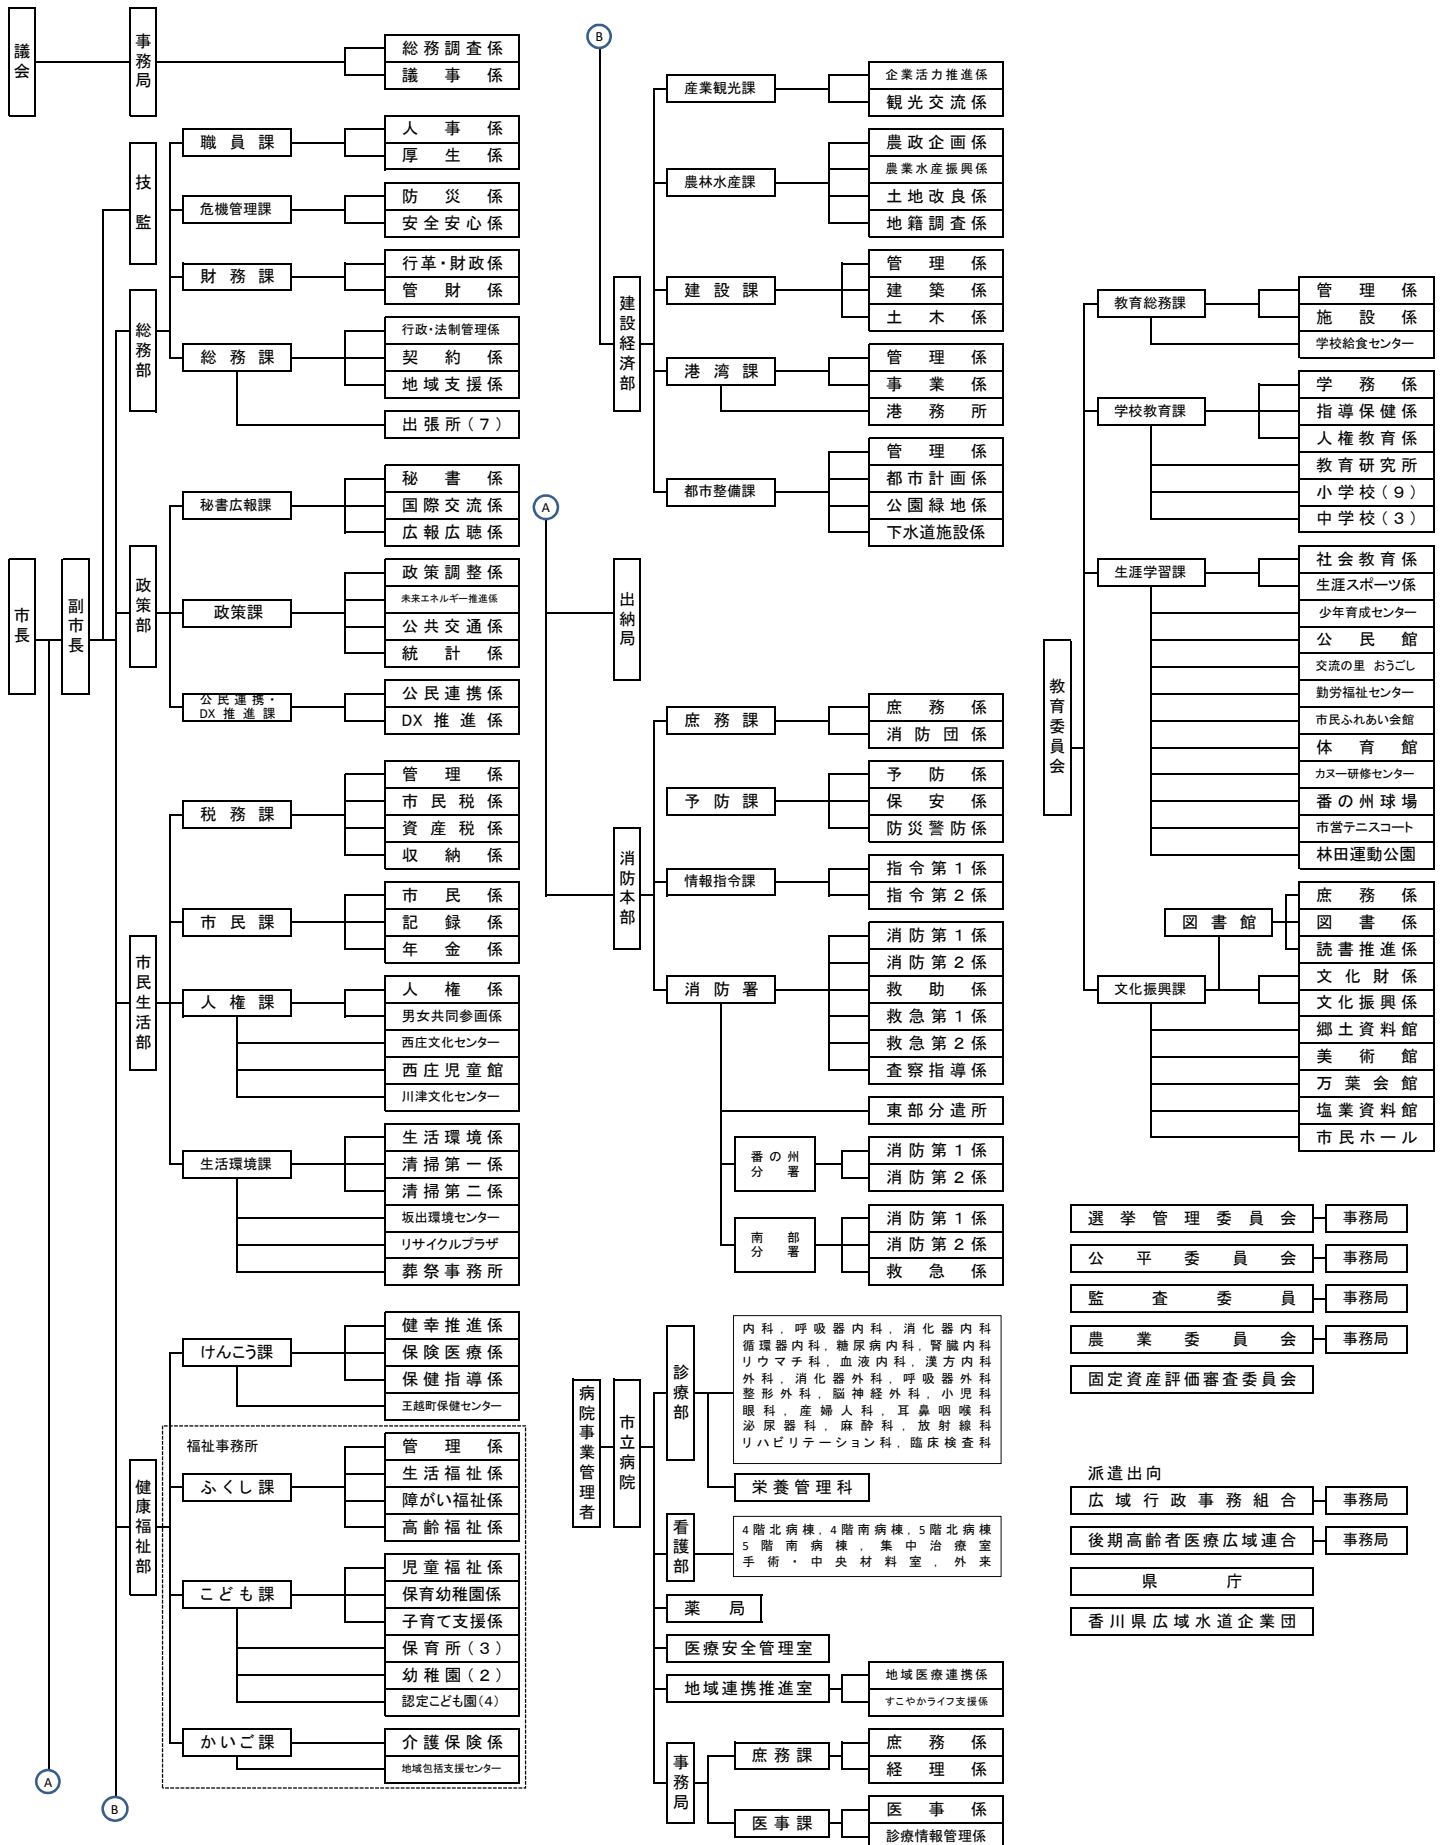 議会
事務局
総務調査係
議事係
技監
総務部
職員課
人事係
厚生係
危機管理課
防災係
安全安心係
財務課
行革・財政係
管財係
総務課
行政・法制管理係
契約係
地域支援係
出張所(７)
市長
副市長
政策部
秘書広報課
秘書係
国際交流係
広報広聴係
政策課
政策調整係
未来エネルギー推進係
公共交通係
統計係
公民連携・
DX推進課
公民連携係
DX推進係
市民生活部
税務課
管理係
市民税係
資産税係
収納係
市民課
市民係
記録係
年金係
人権課
人権係
男女共同参画係
西庄文化センター
西庄児童館
川津文化センター
生活環境課
生活環境係
清掃第一係
清掃第二係
坂出環境センター
リサイクルプラザ
葬祭事務所
健康福祉部
けんこう課
健幸推進係
保険医療係
保健指導係
王越町保健センター
福祉事務所
ふくし課
管理係
生活福祉係
障がい福祉係
高齢福祉係
こども課
児童福祉係
保育幼稚園係
子育て支援係
保育所(３)
幼稚園(２)
認定こども園(4)
かいご課
介護保険係
地域包括支援センター
A
B
B
建設経済部
産業観光課
企業活力推進係
観光交流係
農林水産課
農政企画係
農業水産振興係
土地改良係
地籍調査係
建設課
管理係
建築係
土木係
港湾課
管理係
事業係
港務所
都市整備課
管理係
都市計画係
公園緑地係
下水道施設係
A
出納局
消防本部
庶務課
庶務係
消防団係
予防課
予防係
保安係
防災警防係
情報指令課
指令第１係
指令第２係
消防署
消防第１係
消防第２係
救助係
救急第１係
救急第２係
査察指導係
東部分遣所
番の州
分署
消防第１係
消防第２係
南部
分署
消防第１係
消防第２係
救急係
病院事業管理者
市立病院
診療部
内科，呼吸器内科，消化器内科
循環器内科，糖尿病内科，腎臓内科
リウマチ科，血液内科，漢方内科
外科，消化器外科，呼吸器外科
整形外科，脳神経外科，小児科
眼科，産婦人科，耳鼻咽喉科
泌尿器科，麻酔科，放射線科
リハビリテーション科，臨床検査科
栄養管理科
看護部
4階北病棟，4階南病棟，5階北病棟
5階南病棟，集中治療室
手術・中央材料室，外来
薬局
医療安全管理室
地域連携推進室
地域医療連携係
すこやかライフ支援係
事務局
庶務課
庶務係
経理係
医事課
医事係
診療情報管理係
教育委員会
教育総務課
管理係
施設係
学校給食センター
学校教育課
学務係
指導保健係
人権教育係
教育研究所
小学校(９)
中学校(３)
生涯学習課
社会教育係
生涯スポーツ係
少年育成センター
公民館
交流の里 おうごし
勤労福祉センター
市民ふれあい会館
体育館
カヌー研修センター
番の州球場
市営テニスコート
林田運動公園
図書館
庶務係
図書係
読書推進係
文化振興課
文化財係
文化振興係
郷土資料館
美術館
万葉会館
塩業資料館
市民ホール
選挙管理委員会 事務局
公平委員会 事務局
監査委員 事務局
農業委員会 事務局
固定資産評価審査委員会
派遣出向
広域行政事務組合 事務局
後期高齢者医療広域連合 事務局
県庁
香川県広域水道企業団